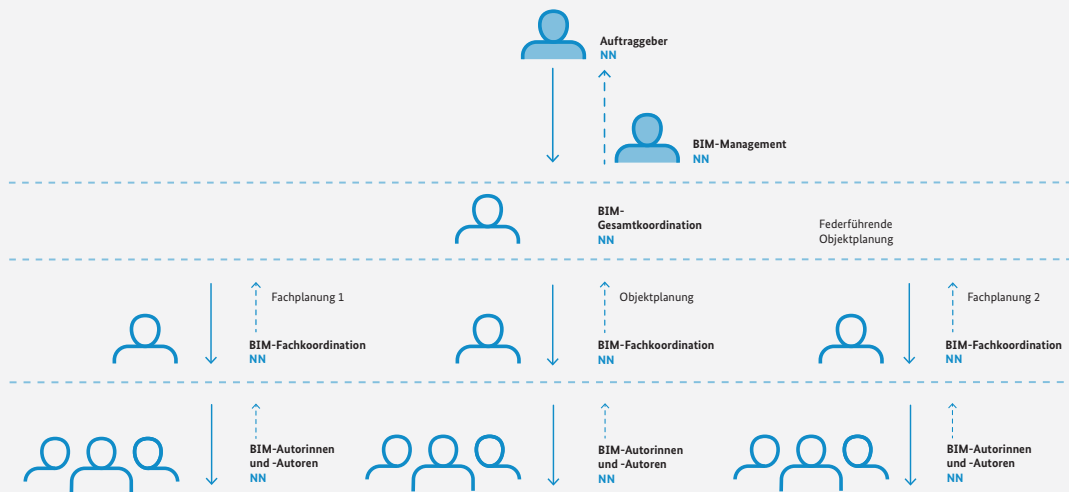 Auftraggeber
NN
BIM-Management
NN
BIM-
Gesamtkoordination
NN
Federführende
Objektplanung
Fachplanung 1
BIM-Fachkoordination
NN
Objektplanung
BIM-Fachkoordination
NN
Fachplanung 2
BIM-Fachkoordination
NN
BIM-Autorinnen
und -Autoren
NN
BIM-Autorinnen
und -Autoren
NN
BIM-Autorinnen
und -Autoren
NN